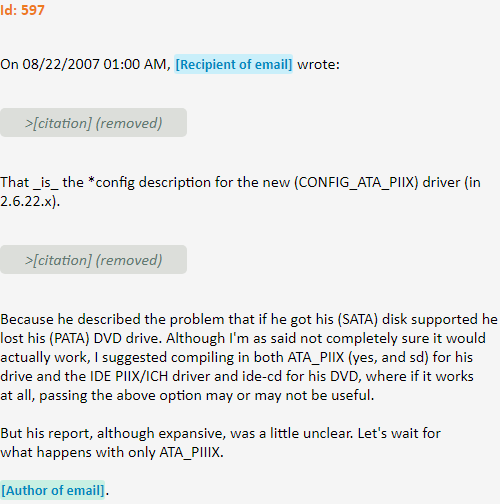 Id: 597
On 08/22/2007 01:00 AM, [Recipient of email] wrote:
>[citation] (removed)
That _is_ the *config description for the new (CONFIG_ATA_PIIX) driver (in
2.6.22.x).
>[citation] (removed)
Because he described the problem that if he got his (SATA) disk supported he
lost his (PATA) DVD drive. Although I'm as said not completely sure it would
actually work, I suggested compiling in both ATA_PIIX (yes, and sd) for his
drive and the IDE PIIX/ICH driver and ide-cd for his DVD, where if it works
at all, passing the above option may or may not be useful.
But his report, although expansive, was a little unclear. Let's wait for
what happens with only ATA_PIIIX.
[Author of email].